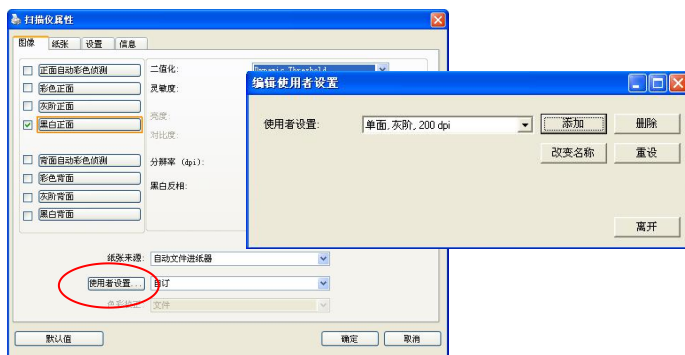 扫描仪属性
图像 纸张 设置 信息
正面自动彩色侦测
彩色正面
灰阶正面
黑白正面
背面自动彩色侦测
彩色背面
灰阶背面
黑白背面
二值化: Dynamic Threshold
灵敏度:
亮度:
对比度:
分辨率 (dpi):
黑白反相:
纸张来源: 自动文件进纸器
使用者设置... 自订
色彩校正: 文件
默认值 确定 取消
编辑使用者设置
使用者设置: 单面, 灰阶, 200 dpi 添加 删除
改变名称 重设
离开